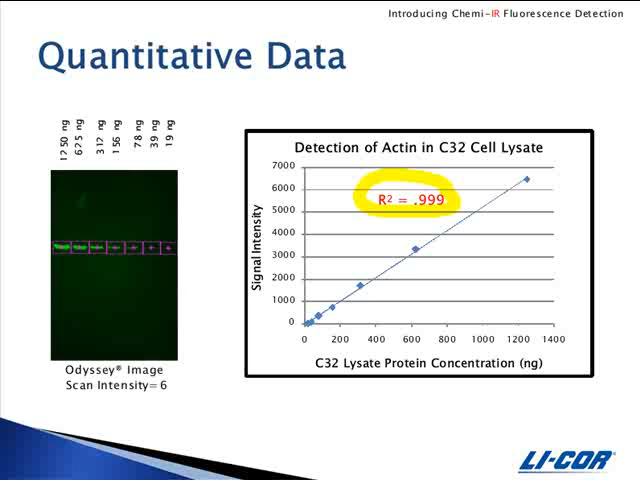 Introducing Chemi-IR Fluorescence Detection
Quantitative Data
1250 ng
625 ng
312 ng
156 ng
78 ng
39 ng
19 ng
Odyssey® Image
Scan Intensity=6
Detection of Actin in C32 Cell Lysate
R2 = .999
Signal Intensity
7000
6000
5000
4000
3000
2000
1000
0
0 200 400 600 800 1000 1200 1400
C32 Lysate Protein Concentration (ng)
LI-COR®